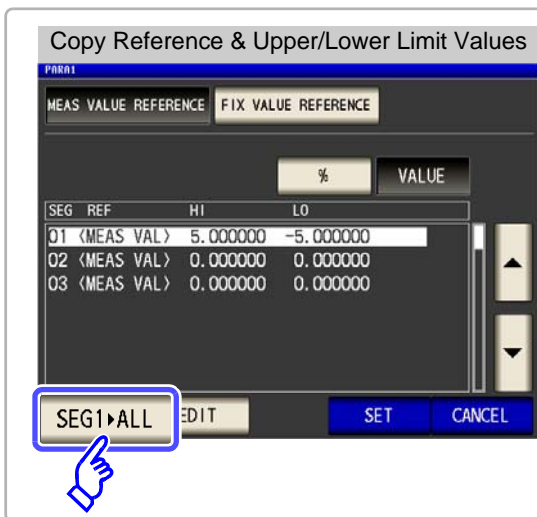 Copy Reference & Upper/Lower Limit Values
PARA1
MEAS VALUE REFERENCE FIX VALUE REFERENCE
% VALUE
SEG REF HI LO
01 〈MEAS VAL〉 5.000000 -5.000000
02 〈MEAS VAL〉 0.000000 0.000000
03 〈MEAS VAL〉 0.000000 0.000000
SEG1▸ALL EDIT SET CANCEL